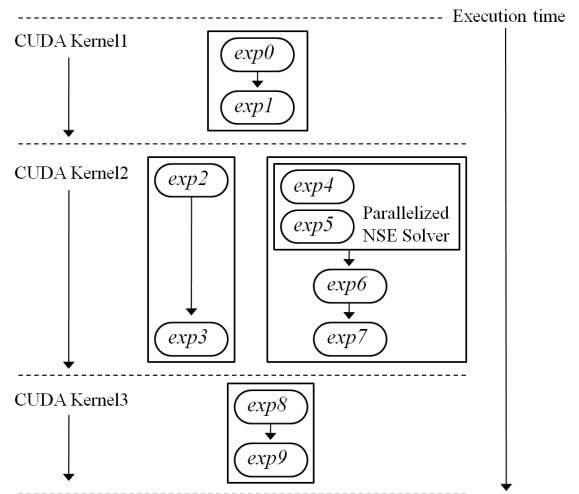 Execution time
CUDA Kernel1
exp0
exp1
CUDA Kernel2
exp2
exp3
exp4
exp5
Parallelized
NSE Solver
exp6
exp7
CUDA Kernel3
exp8
exp9